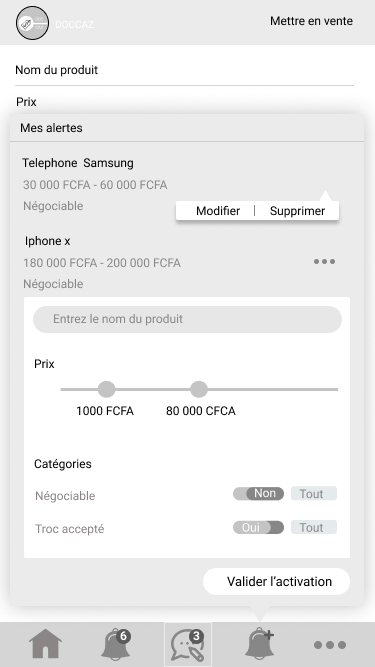 DOCCAZ
Mettre en vente
Nom du produit
Prix
Mes alertes
Telephone Samsung
30 000 FCFA - 60 000 FCFA
Négociable
Modifier | Supprimer
Iphone x
180 000 FCFA - 200 000 FCFA
Négociable
Entrez le nom du produit
Prix
1000 FCFA 80 000 CFCA
Catégories
Négociable Non Tout
Troc accepté Oui Tout
Valider l’activation
6 3